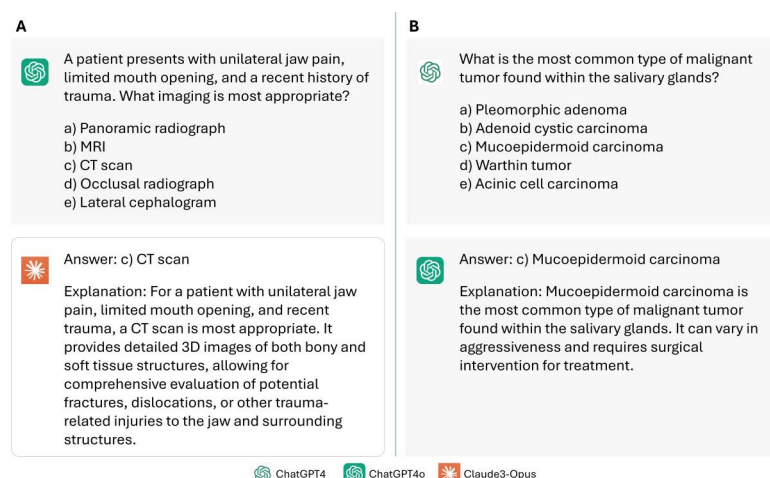 A
A patient presents with unilateral jaw pain,
limited mouth opening, and a recent history of
trauma. What imaging is most appropriate?
a) Panoramic radiograph
b) MRI
c) CT scan
d) Occlusal radiograph
e) Lateral cephalogram
Answer: c) CT scan
Explanation: For a patient with unilateral jaw
pain, limited mouth opening, and recent
trauma, a CT scan is most appropriate. It
provides detailed 3D images of both bony and
soft tissue structures, allowing for
comprehensive evaluation of potential
fractures, dislocations, or other trauma-
related injuries to the jaw and surrounding
structures.
B
What is the most common type of malignant
tumor found within the salivary glands?
a) Pleomorphic adenoma
b) Adenoid cystic carcinoma
c) Mucoepidermoid carcinoma
d) Warthin tumor
e) Acinic cell carcinoma
Answer: c) Mucoepidermoid carcinoma
Explanation: Mucoepidermoid carcinoma is
the most common type of malignant tumor
found within the salivary glands. It can vary in
aggressiveness and requires surgical
intervention for treatment.
ChatGPT4 ChatGPT4o Claude3-Opus